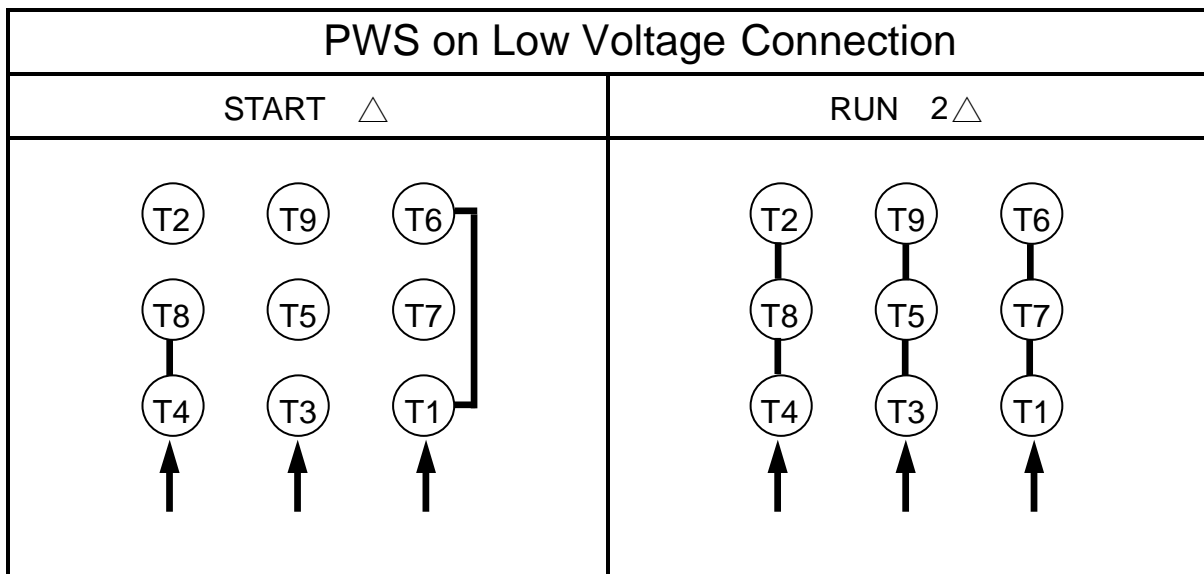 PWS on Low Voltage Connection
START △
RUN 2△
T2 T9 T6
T8 T5 T7
T4 T3 T1
T2 T9 T6
T8 T5 T7
T4 T3 T1